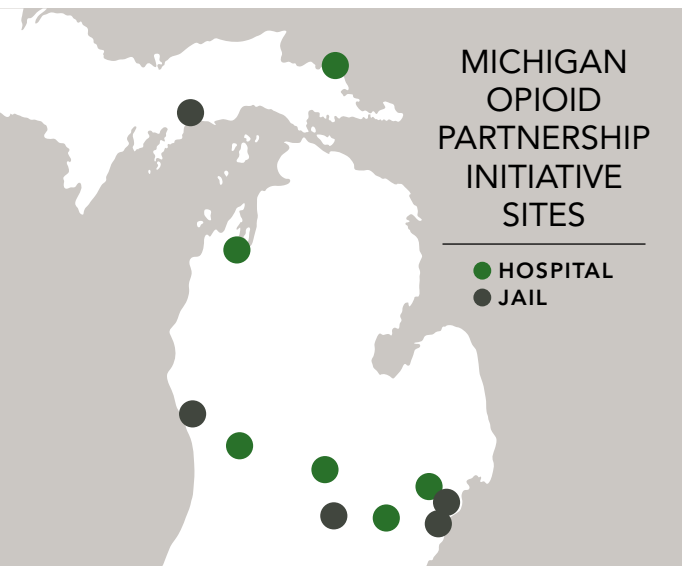 MICHIGAN
OPIOID
PARTNERSHIP
INITIATIVE
SITES
HOSPITAL
JAIL